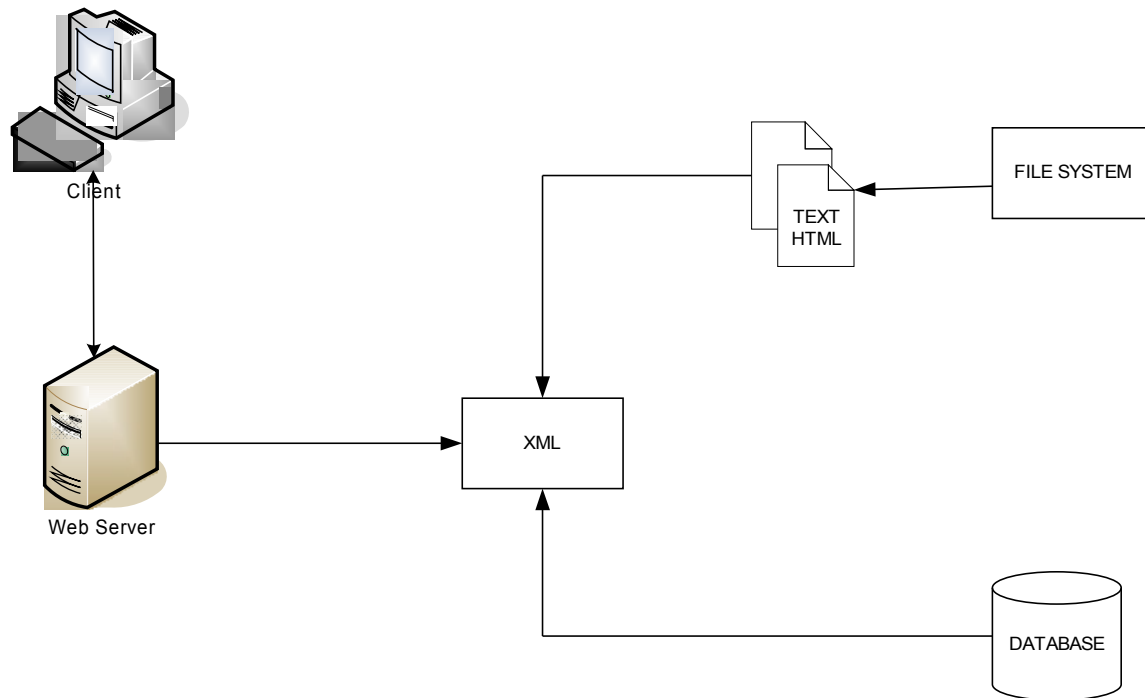 Client
FILE SYSTEM
TEXT
HTML
XML
Web Server
DATABASE